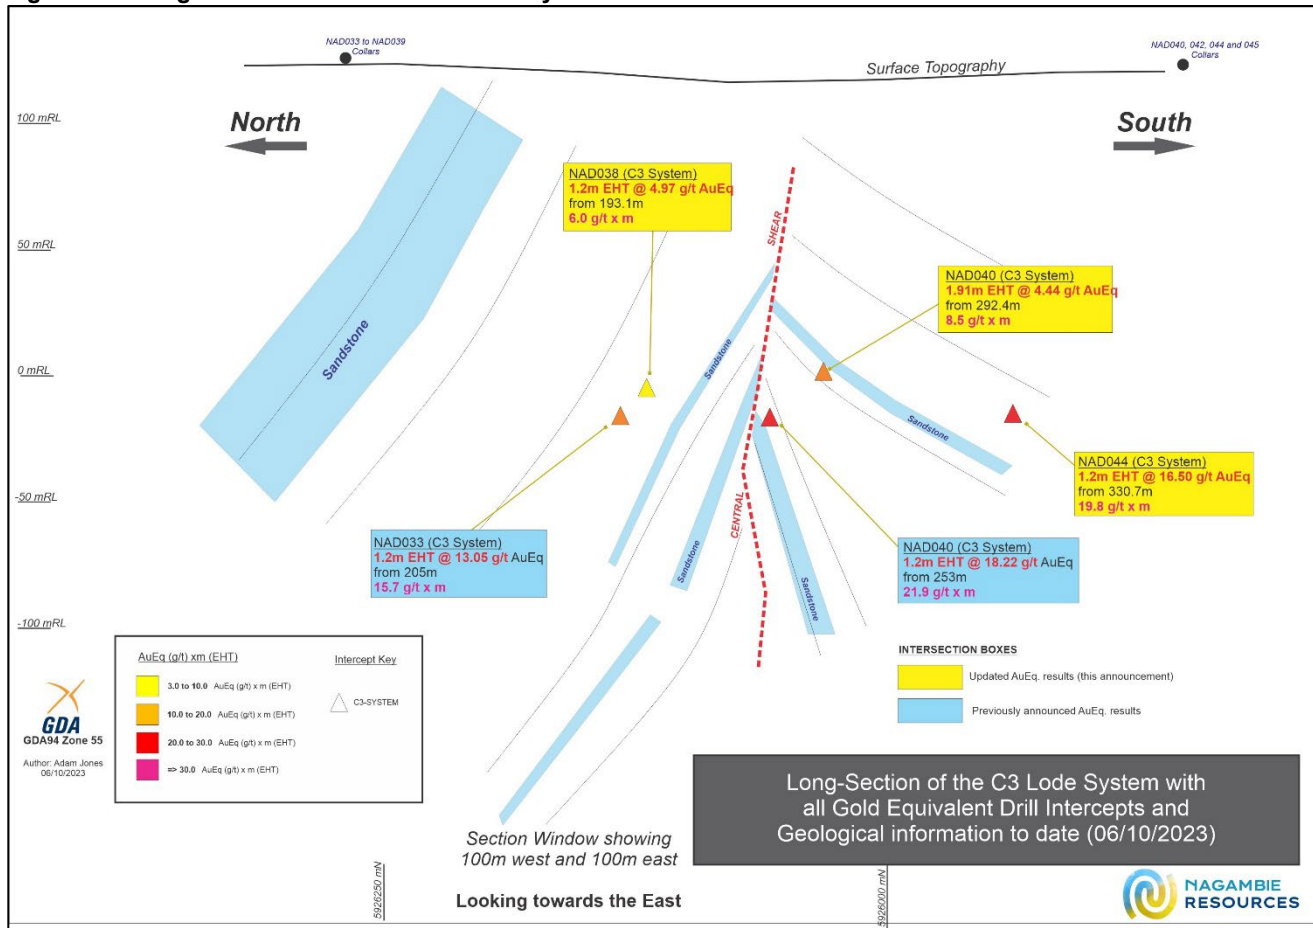 NAD033 to NAD039
Collars
NAD040, 042, 044 and 045
Collars
Surface Topography
100 mRL
North
South
NAD038 (C3 System)
1.2m EHT @ 4.97 g/t AuEq
from 193.1m
6.0 g/t x m
SHEAR
50 mRL
NAD040 (C3 System)
1.91m EHT @ 4.44 g/t AuEq
from 292.4m
8.5 g/t x m
Sandstone
Sandstone
0 mRL
Sandstone
NAD044 (C3 System)
1.2m EHT @ 16.50 g/t AuEq
from 330.7m
19.8 g/t x m
-50 mRL
CENTRAL
NAD033 (C3 System)
1.2m EHT @ 13.05 g/t AuEq
from 205m
15.7 g/t x m
NAD040 (C3 System)
1.2m EHT @ 18.22 g/t AuEq
from 253m
21.9 g/t x m
Sandstone
Sandstone
-100 mRL
AuEq (g/t) xm (EHT)
Intercept Key
3.0 to 10.0 AuEq (g/t) x m (EHT)
C3-SYSTEM
10.0 to 20.0 AuEq (g/t) x m (EHT)
20.0 to 30.0 AuEq (g/t) x m (EHT)
=> 30.0 AuEq (g/t) x m (EHT)
INTERSECTION BOXES
Updated AuEq. results (this announcement)
Previously announced AuEq. results
GDA
GDA94 Zone 55
Author: Adam Jones
06/10/2023
Long-Section of the C3 Lode System with
all Gold Equivalent Drill Intercepts and
Geological information to date (06/10/2023)
Section Window showing
100m west and 100m east
5926250 mN
5926000 mN
Looking towards the East
NAGAMBIE
RESOURCES